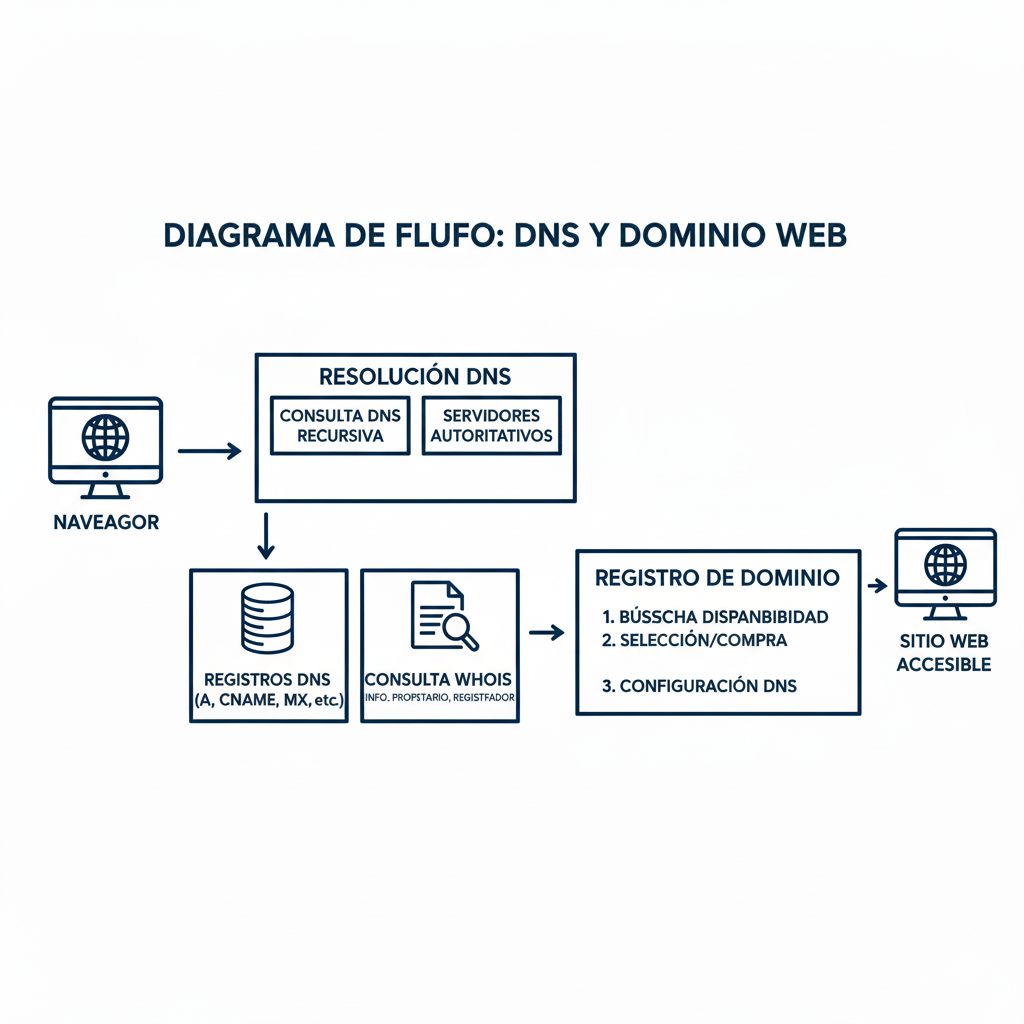 DIAGRAMA DE FLUFO: DNS Y DOMINIO WEB
NAVEAGOR
RESOLUCIÓN DNS
CONSULTA DNS
RECURSIVA
SERVIDORES
AUTORITATIVOS
REGISTROS DNS
(A, CNAME, MX, etc.)
CONSULTA WHOIS
INFO. PROPSTARIO, REGISTFADOR
REGISTRO DE DOMINIO
1. BÚSSCHA DISPANBIBIDAD
2. SELECCIÓN/COMPRA
3. CONFIGURACIÓN DNS
SITIO WEB
ACCESIBLE